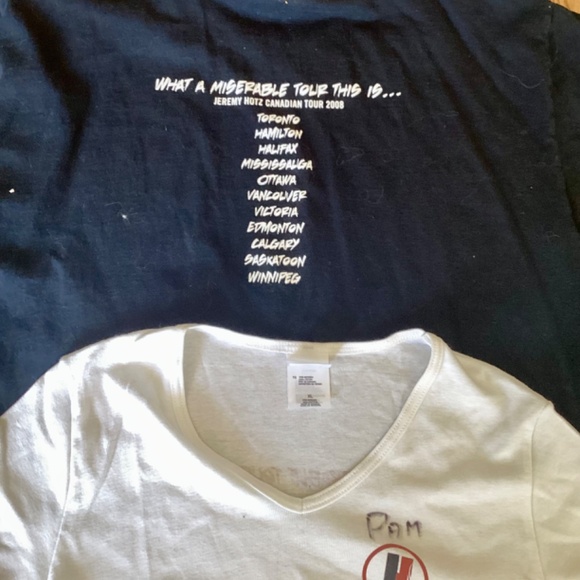 WHAT A MISERABLE TOUR THIS IS...
JEREMY HOTZ CANADIAN TOUR 2008
TORONTO
HAMILTON
HALIFAX
MISSISSAUGA
OTTAWA
VANCOUVER
VICTORIA
EDMONTON
CALGARY
SASKATOON
WINNIPEG
PAM